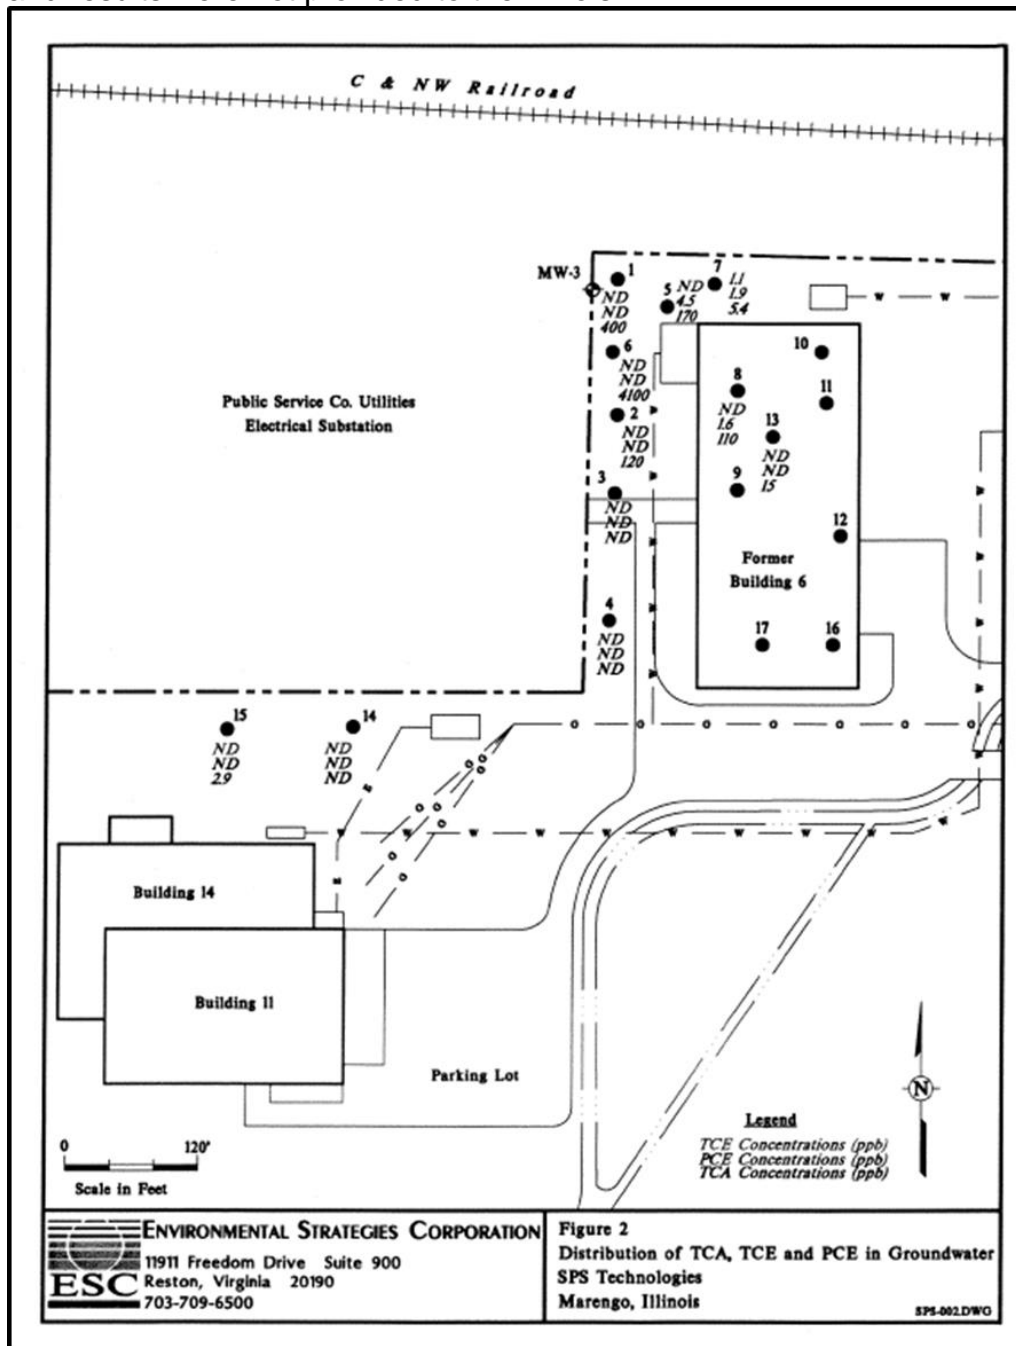 C & NW Railroad
MW-3
1
ND
ND
400
5
ND
4.5
170
7
1.1
1.9
5.4
W W
6
ND
ND
4100
10
8
ND
1.6
110
11
Public Service Co. Utilities
Electrical Substation
2
ND
ND
120
13
ND
ND
15
3
ND
ND
ND
9
12
Former
Building 6
4
ND
ND
ND
17
16
15
ND
ND
2.9
14
ND
ND
ND
W W W W W W W W W
Building 14
Building 11
Parking Lot
N
0 120'
Scale in Feet
Legend
TCE Concentrations (ppb)
PCE Concentrations (ppb)
TCA Concentrations (ppb)
ESC
ENVIRONMENTAL STRATEGIES CORPORATION
11911 Freedom Drive Suite 900
Reston, Virginia 20190
703-709-6500
Figure 2
Distribution of TCA, TCE and PCE in Groundwater
SPS Technologies
Marengo, Illinois
SPS-002.DWG